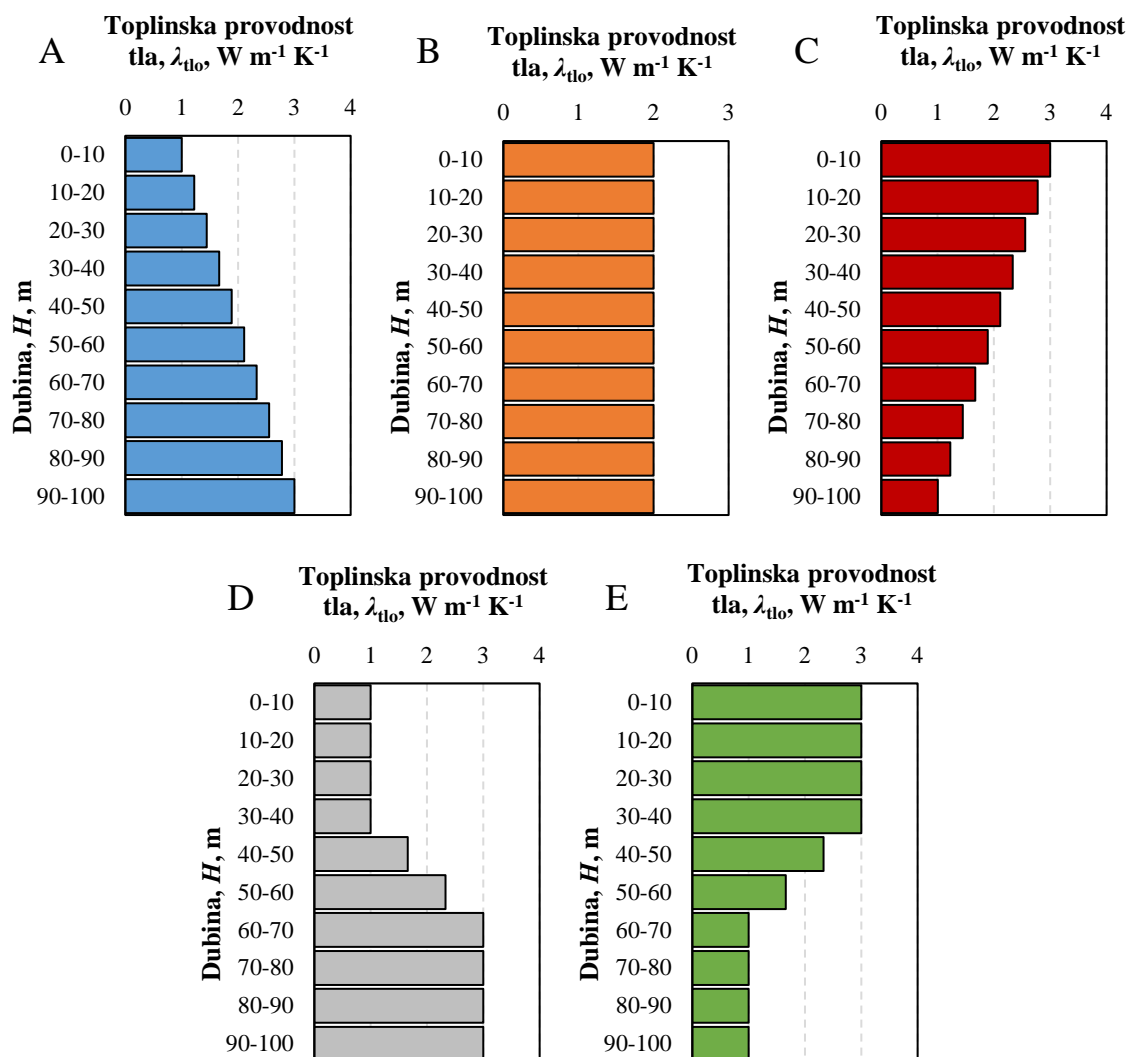 A
Toplinska provodnost
tla, λtlo, W m-1 K-1
0 1 2 3 4
Dubina, H, m
0-10
10-20
20-30
30-40
40-50
50-60
60-70
70-80
80-90
90-100
B
Toplinska provodnost
tla, λtlo, W m-1 K-1
0 1 2 3
Dubina, H, m
0-10
10-20
20-30
30-40
40-50
50-60
60-70
70-80
80-90
90-100
C
Toplinska provodnost
tla, λtlo, W m-1 K-1
0 1 2 3 4
Dubina, H, m
0-10
10-20
20-30
30-40
40-50
50-60
60-70
70-80
80-90
90-100
D
Toplinska provodnost
tla, λtlo, W m-1 K-1
0 1 2 3 4
Dubina, H, m
0-10
10-20
20-30
30-40
40-50
50-60
60-70
70-80
80-90
90-100
E
Toplinska provodnost
tla, λtlo, W m-1 K-1
0 1 2 3 4
Dubina, H, m
0-10
10-20
20-30
30-40
40-50
50-60
60-70
70-80
80-90
90-100